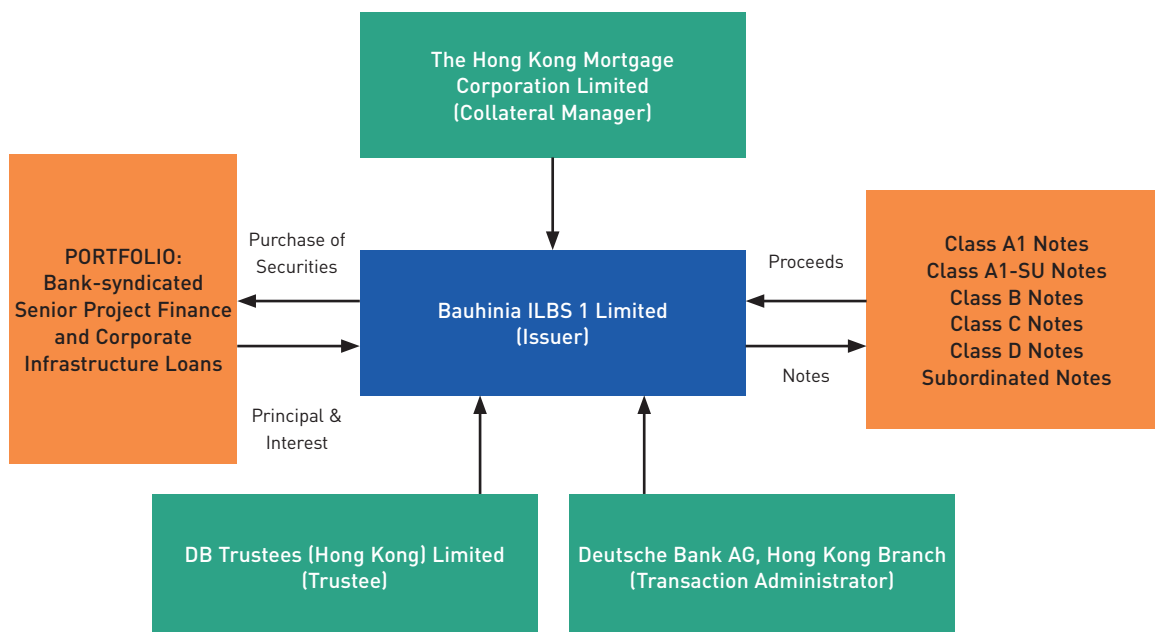 The Hong Kong Mortgage
Corporation Limited
(Collateral Manager)
PORTFOLIO:
Bank-syndicated
Senior Project Finance
and Corporate
Infrastructure Loans
Purchase of
Securities
Principal &
Interest
Bauhinia ILBS 1 Limited
(Issuer)
Proceeds
Notes
Class A1 Notes
Class A1-SU Notes
Class B Notes
Class C Notes
Class D Notes
Subordinated Notes
DB Trustees (Hong Kong) Limited
(Trustee)
Deutsche Bank AG, Hong Kong Branch
(Transaction Administrator)